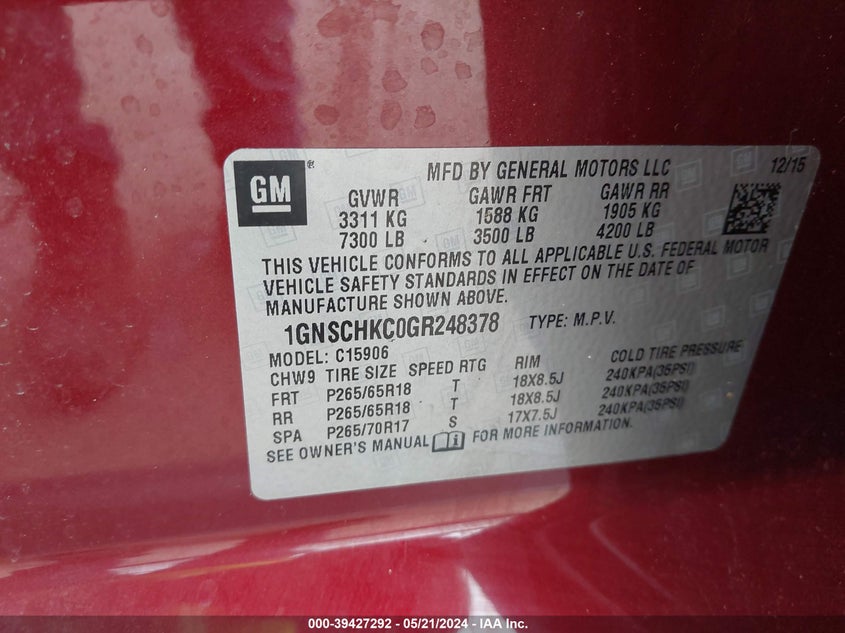 GM
MFD BY GENERAL MOTORS LLC 12/15
GVWR GAWR FRT GAWR RR
3311 KG 1588 KG 1905 KG
7300 LB 3500 LB 4200 LB
THIS VEHICLE CONFORMS TO ALL APPLICABLE U.S. FEDERAL MOTOR
VEHICLE SAFETY STANDARDS IN EFFECT ON THE DATE OF
MANUFACTURE SHOWN ABOVE.
1GNSCHKC0GR248378 TYPE: M.P.V.
MODEL: C15906
CHW9 TIRE SIZE SPEED RTG RIM COLD TIRE PRESSURE
FRT P265/65R18 T 18X8.5J 240KPA(35PSI)
RR P265/65R18 T 18X8.5J 240KPA(35PSI)
SPA P265/70R17 S 17X7.5J 240KPA(35PSI)
SEE OWNER'S MANUAL FOR MORE INFORMATION.
000-39427292 - 05/21/2024 - IAA Inc.